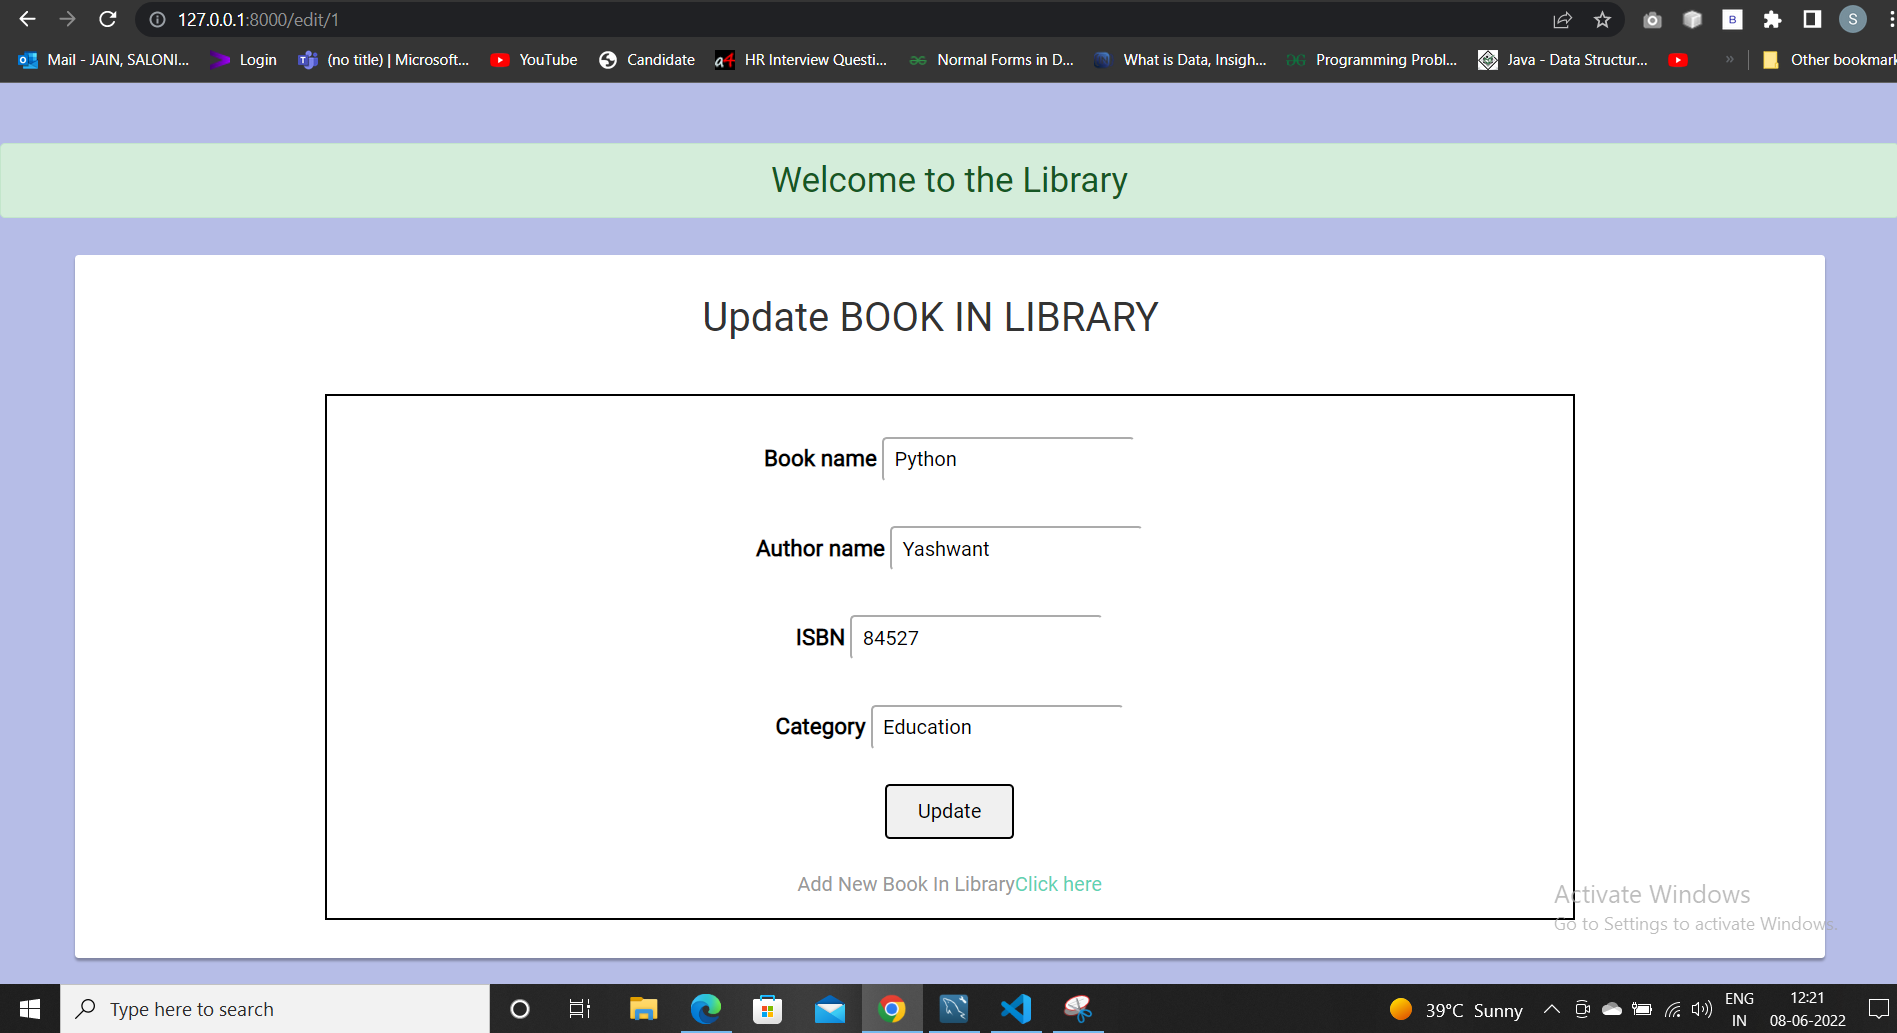 127.0.0.1:8000/edit/1
S
Mail - JAIN, SALONI... Login (no title) | Microsoft... YouTube Candidate a4 HR Interview Questi... Normal Forms in D... What is Data, Insigh... Programming Probl... Java - Data Structur... » Other bookmark
Welcome to the Library
Update BOOK IN LIBRARY
Book name Python
Author name Yashwant
ISBN 84527
Category Education
Update
Add New Book In LibraryClick here
Activate Windows
Go to Settings to activate Windows.
Type here to search
39°C Sunny
ENG
IN
12:21
08-06-2022